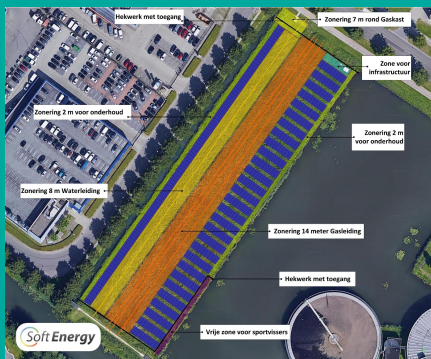 Hekwerk met toegang
Zonering 7 m rond Gaskast
Zone voor
infrastructuur
Zonering 2 m voor onderhoud
Zonering 2 m
voor onderhoud
Zonering 8 m Waterleiding
Zonering 14 meter Gasleiding
Hekwerk met toegang
Vrije zone voor sportvissers
Soft Energy